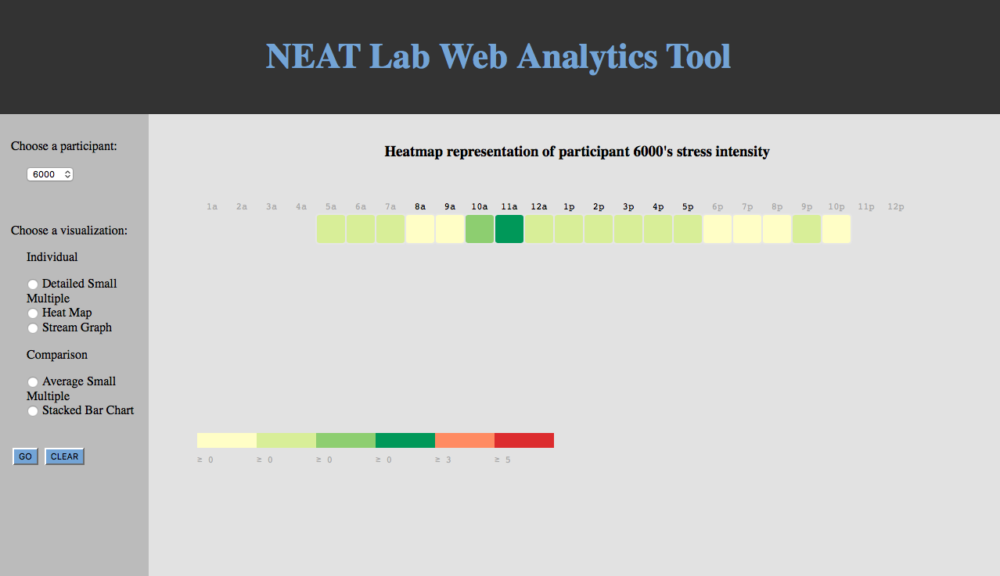 NEAT Lab Web Analytics Tool
Choose a participant:
6000
Choose a visualization:
Individual
Detailed Small
Multiple
Heat Map
Stream Graph
Comparison
Average Small
Multiple
Stacked Bar Chart
GO CLEAR
Heatmap representation of participant 6000's stress intensity
1a 2a 3a 4a 5a 6a 7a 8a 9a 10a 11a 12a 1p 2p 3p 4p 5p 6p 7p 8p 9p 10p 11p 12p
≥ 0 ≥ 0 ≥ 0 ≥ 0 ≥ 3 ≥ 5